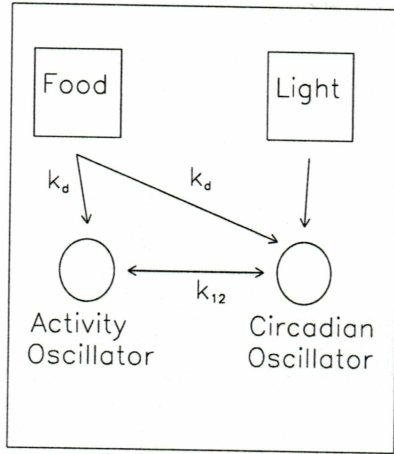 Food
Light
k_d
k_d
k_12
Activity
Oscillator
Circadian
Oscillator